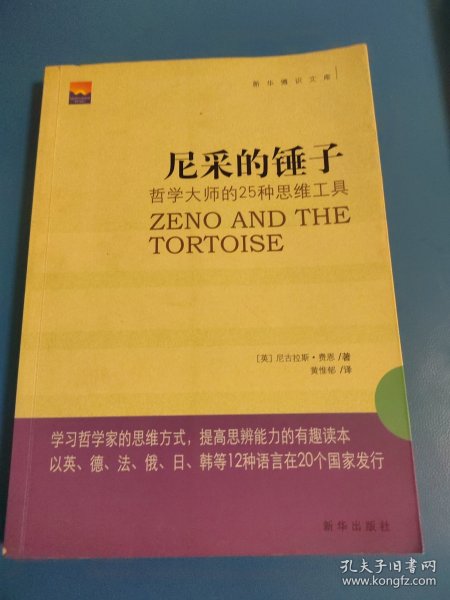 新华博识文库
尼采的锤子
哲学大师的25种思维工具
ZENO AND THE
TORTOISE
[英] 尼古拉斯·费恩 /著
黄惟郁 /译
学习哲学家的思维方式，提高思辨能力的有趣读本
以英、德、法、俄、日、韩等12种语言在20个国家发行
新华出版社
孔夫子旧书网
www.kongfz.com